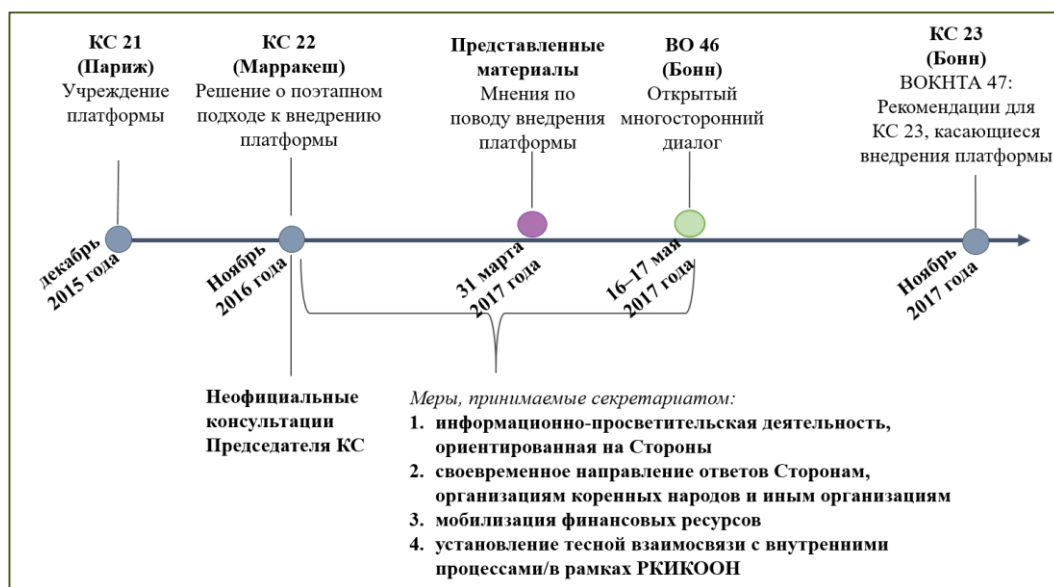 КС 21
(Париж)
Учреждение
платформы
КС 22
(Марракеш)
Решение о поэтапном
подходе к внедрению
платформы
Представленные
материалы
Мнения по
поводу внедрения
платформы
ВО 46
(Бонн)
Открытый
многосторонний
диалог
КС 23
(Бонн)
ВОКНТА 47:
Рекомендации для
КС 23, касающиеся
внедрения платформы
декабрь
2015 года
Ноябрь
2016 года
31 марта
2017 года
16–17 мая
2017 года
Ноябрь
2017 года
Неофициальные
консультации
Председателя КС
Меры, принимаемые секретариатом:
1. информационно-просветительская деятельность,
ориентированная на Стороны
2. своевременное направление ответов Сторонам,
организациям коренных народов и иным организациям
3. мобилизация финансовых ресурсов
4. установление тесной взаимосвязи с внутренними
процессами/в рамках РКИКООН